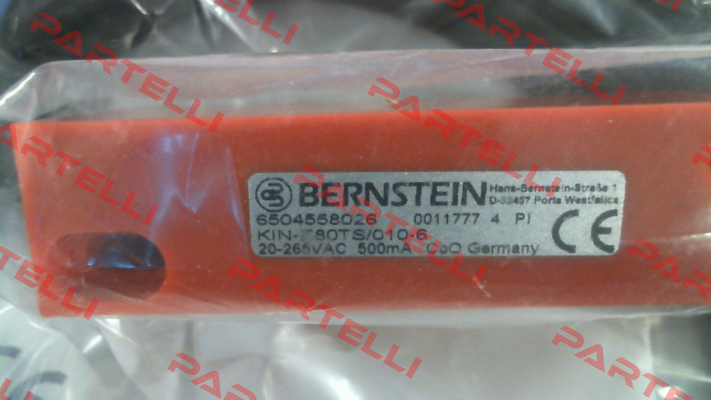 BERNSTEIN
Hans-Bernstein-Straße 1
D-32457 Porta Westfalica
6504558026 0011777 4 PI
20-265VAC 500mA CoO Germany
CE
PARTELLI
PARTELLI
PARTELLI
PARTELLI
PARTELLI
PARTELLI
PARTELLI
PARTELLI